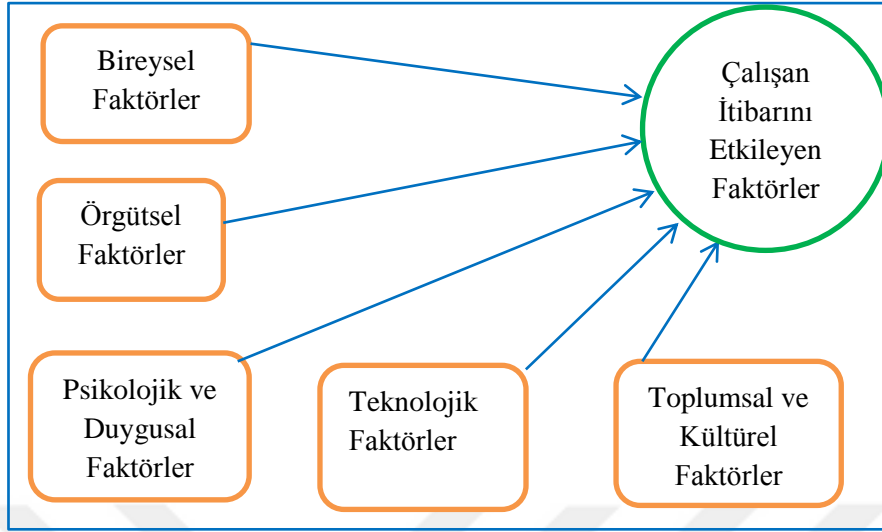 Bireysel
Faktörler
Çalışan
İtibarını
Etkileyen
Faktörler
Örgütsel
Faktörler
Psikolojik ve
Duygusal
Faktörler
Teknolojik
Faktörler
Toplumsal ve
Kültürel
Faktörler